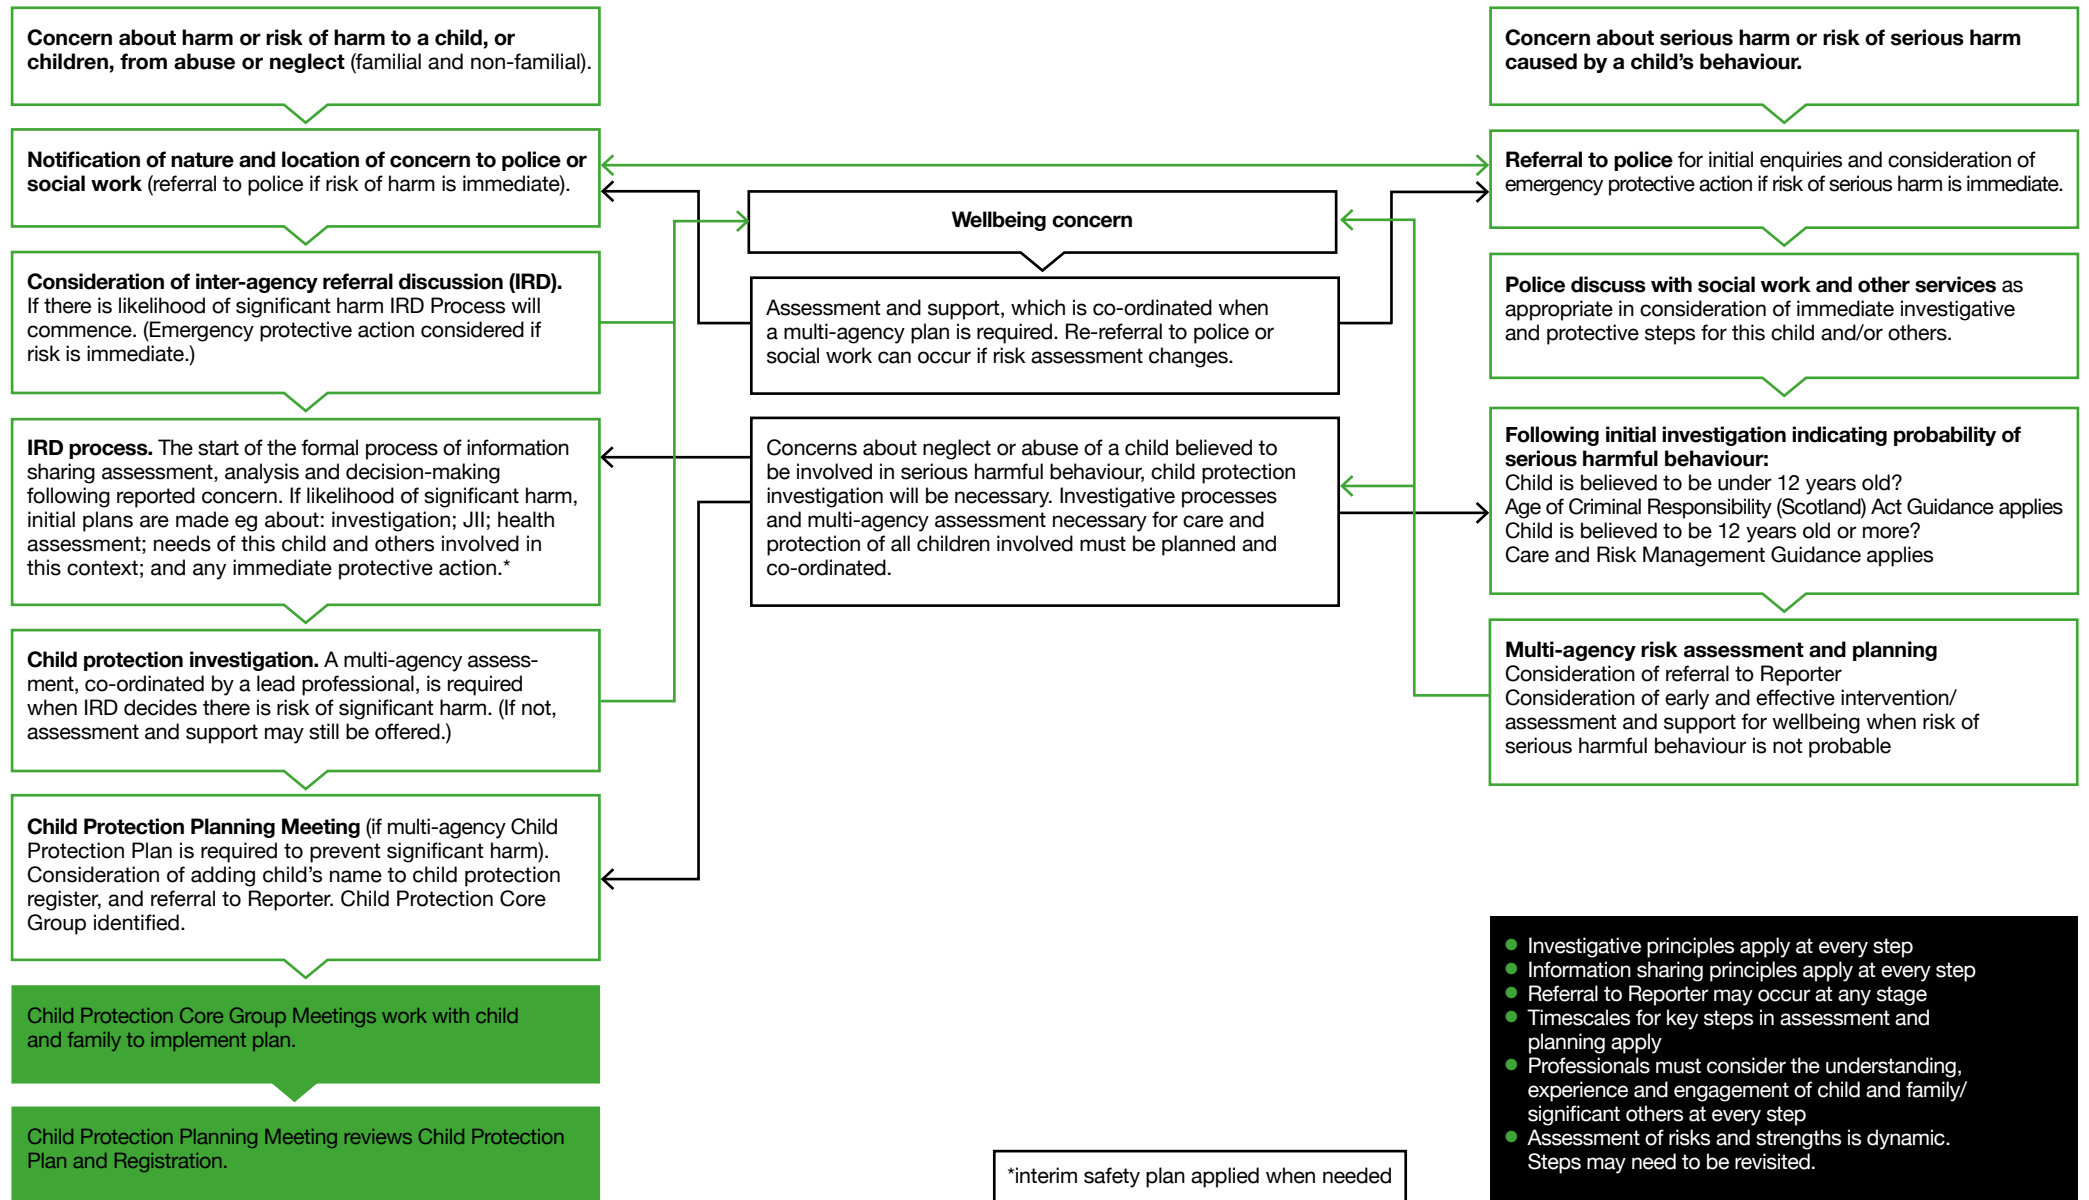 Concern about harm or risk of harm to a child, or
children, from abuse or neglect (familial and non-familial).
Notification of nature and location of concern to police or
social work (referral to police if risk of harm is immediate).
Consideration of inter-agency referral discussion (IRD).
If there is likelihood of significant harm IRD Process will
commence. (Emergency protective action considered if
risk is immediate.)
IRD process. The start of the formal process of information
sharing assessment, analysis and decision-making
following reported concern. If likelihood of significant harm,
initial plans are made eg about: investigation; JII; health
assessment; needs of this child and others involved in
this context; and any immediate protective action.*
Child protection investigation. A multi-agency assess-
ment, co-ordinated by a lead professional, is required
when IRD decides there is risk of significant harm. (If not,
assessment and support may still be offered.)
Child Protection Planning Meeting (if multi-agency Child
Protection Plan is required to prevent significant harm).
Consideration of adding child’s name to child protection
register, and referral to Reporter. Child Protection Core
Group identified.
Child Protection Core Group Meetings work with child
and family to implement plan.
Child Protection Planning Meeting reviews Child Protection
Plan and Registration.
Wellbeing concern
Assessment and support, which is co-ordinated when
a multi-agency plan is required. Re-referral to police or
social work can occur if risk assessment changes.
Concerns about neglect or abuse of a child believed to
be involved in serious harmful behaviour, child protection
investigation will be necessary. Investigative processes
and multi-agency assessment necessary for care and
protection of all children involved must be planned and
co-ordinated.
*interim safety plan applied when needed
Concern about serious harm or risk of serious harm
caused by a child’s behaviour.
Referral to police for initial enquiries and consideration of
emergency protective action if risk of serious harm is immediate.
Police discuss with social work and other services as
appropriate in consideration of immediate investigative
and protective steps for this child and/or others.
Following initial investigation indicating probability of
serious harmful behaviour:
Child is believed to be under 12 years old?
Age of Criminal Responsibility (Scotland) Act Guidance applies
Child is believed to be 12 years old or more?
Care and Risk Management Guidance applies
Multi-agency risk assessment and planning
Consideration of referral to Reporter
Consideration of early and effective intervention/
assessment and support for wellbeing when risk of
serious harmful behaviour is not probable
● Investigative principles apply at every step
● Information sharing principles apply at every step
● Referral to Reporter may occur at any stage
● Timescales for key steps in assessment and
planning apply
● Professionals must consider the understanding,
experience and engagement of child and family/
significant others at every step
● Assessment of risks and strengths is dynamic.
Steps may need to be revisited.